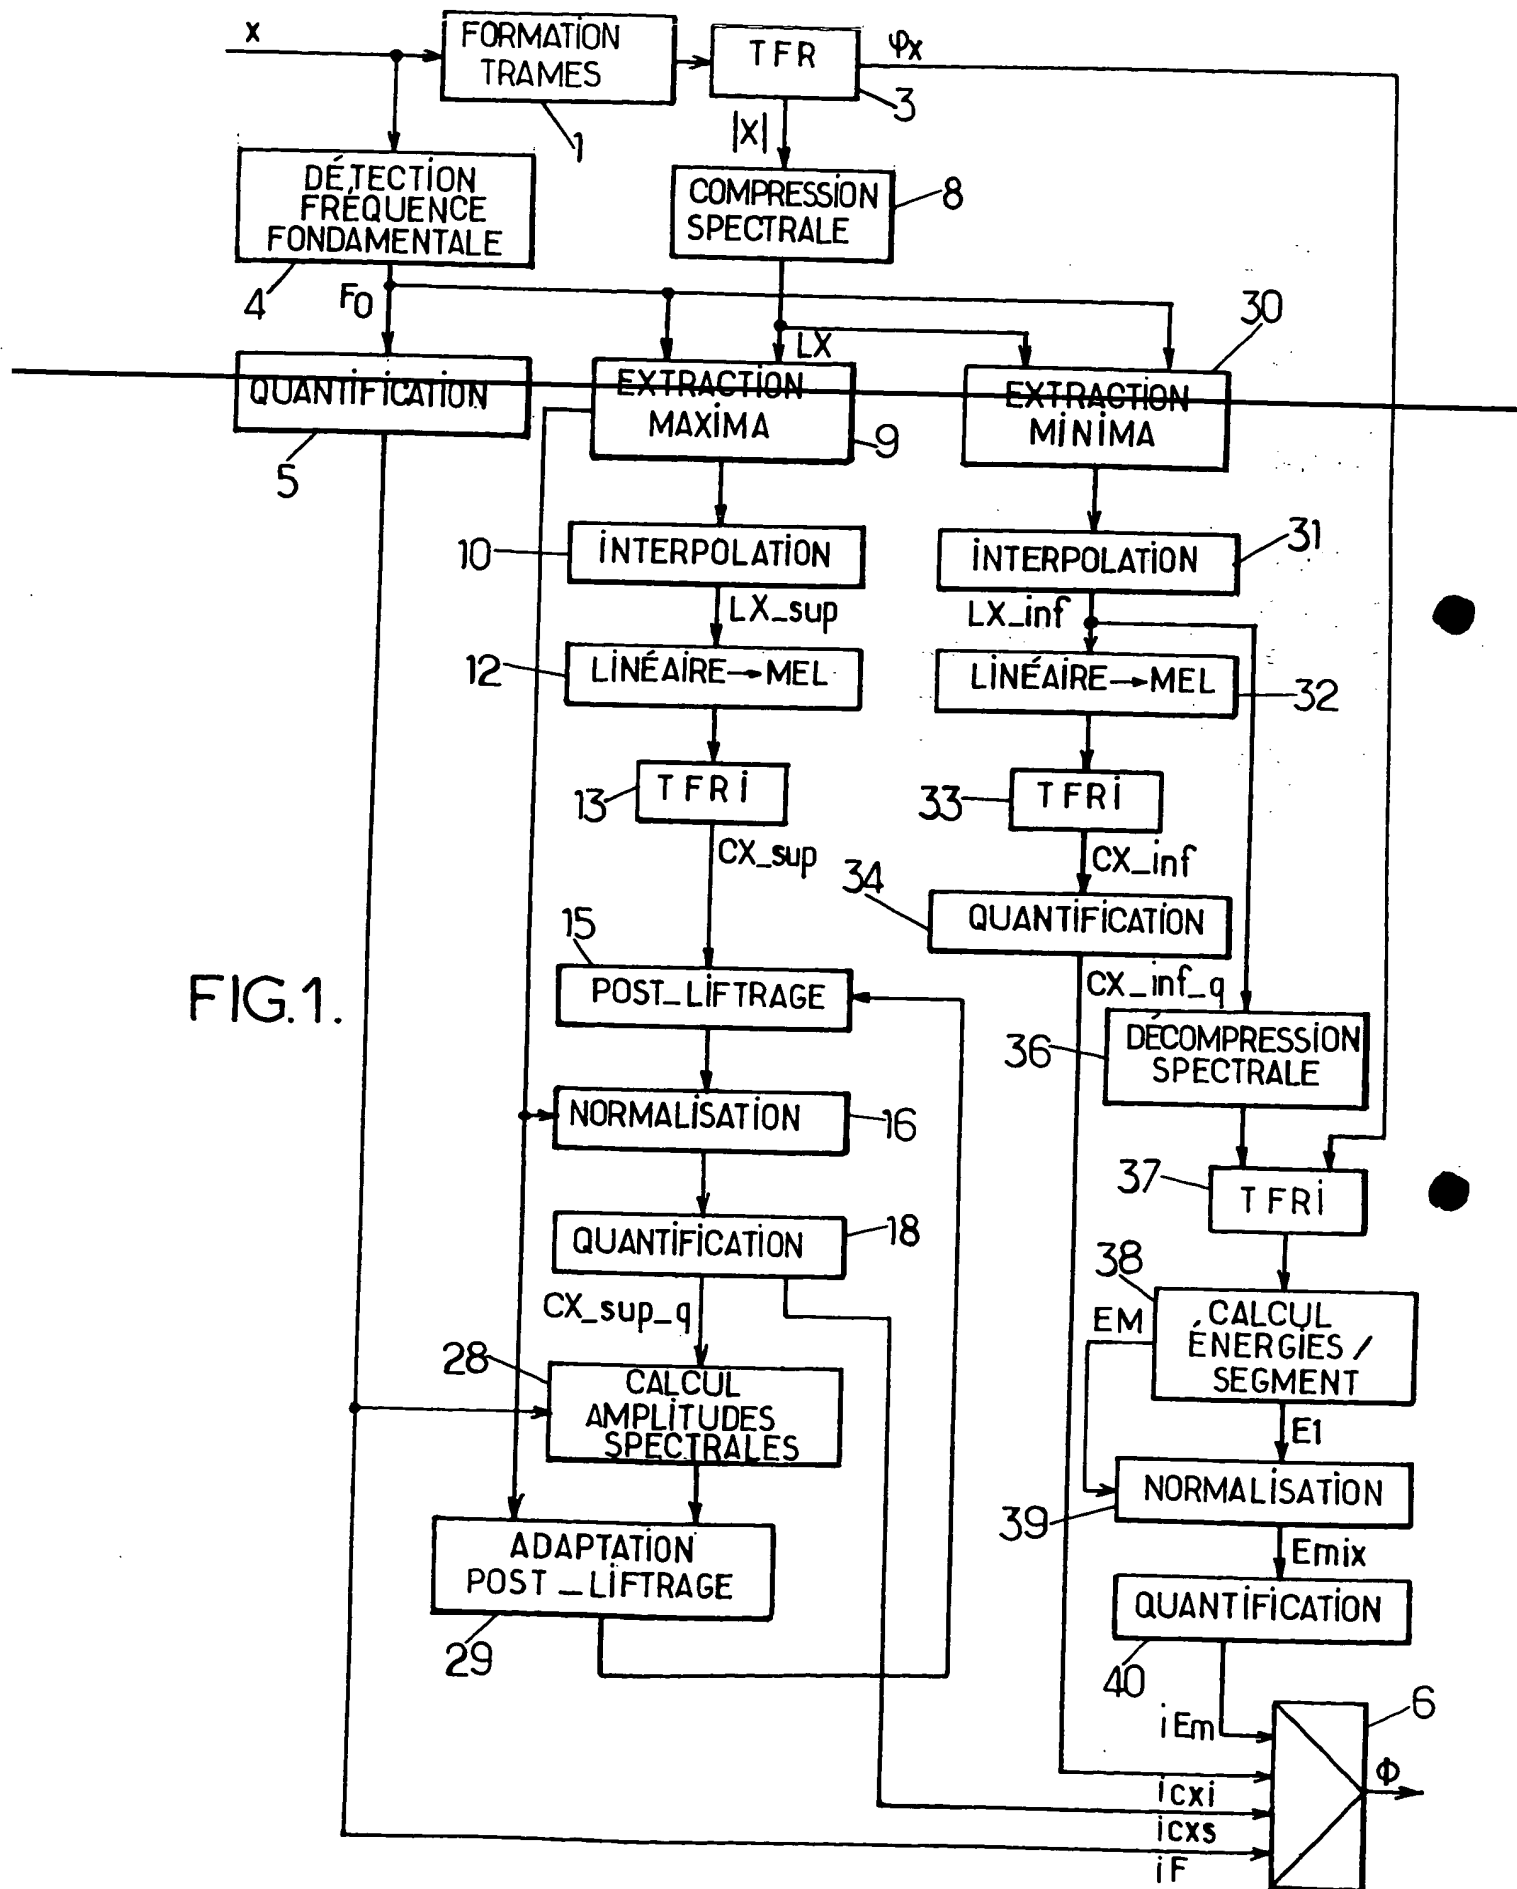 x
FORMATION
TRAMES
1
TFR
3
φx
|X|
DÉTECTION
FRÉQUENCE
FONDAMENTALE
4
COMPRESSION
SPECTRALE
8
F0
LX
30
QUANTIFICATION
5
EXTRACTION
MAXIMA
9
EXTRACTION
MINIMA
10
INTERPOLATION
INTERPOLATION
31
LX_sup
LX_inf
12
LINÉAIRE→MEL
LINÉAIRE→MEL
32
13
TFRI
33
TFRI
CX_sup
CX_inf
34
QUANTIFICATION
15
POST_LIFTRAGE
CX_inf_q
FIG.1.
36
DÉCOMPRESSION
SPECTRALE
NORMALISATION
16
37
TFRI
QUANTIFICATION
18
38
CX_sup_q
EM
CALCUL
ÉNERGIES /
SEGMENT
28
CALCUL
AMPLITUDES
SPECTRALES
E1
NORMALISATION
39
ADAPTATION
POST_LIFTRAGE
29
Emix
QUANTIFICATION
40
6
iEm
icxi
icxs
iF
Φ